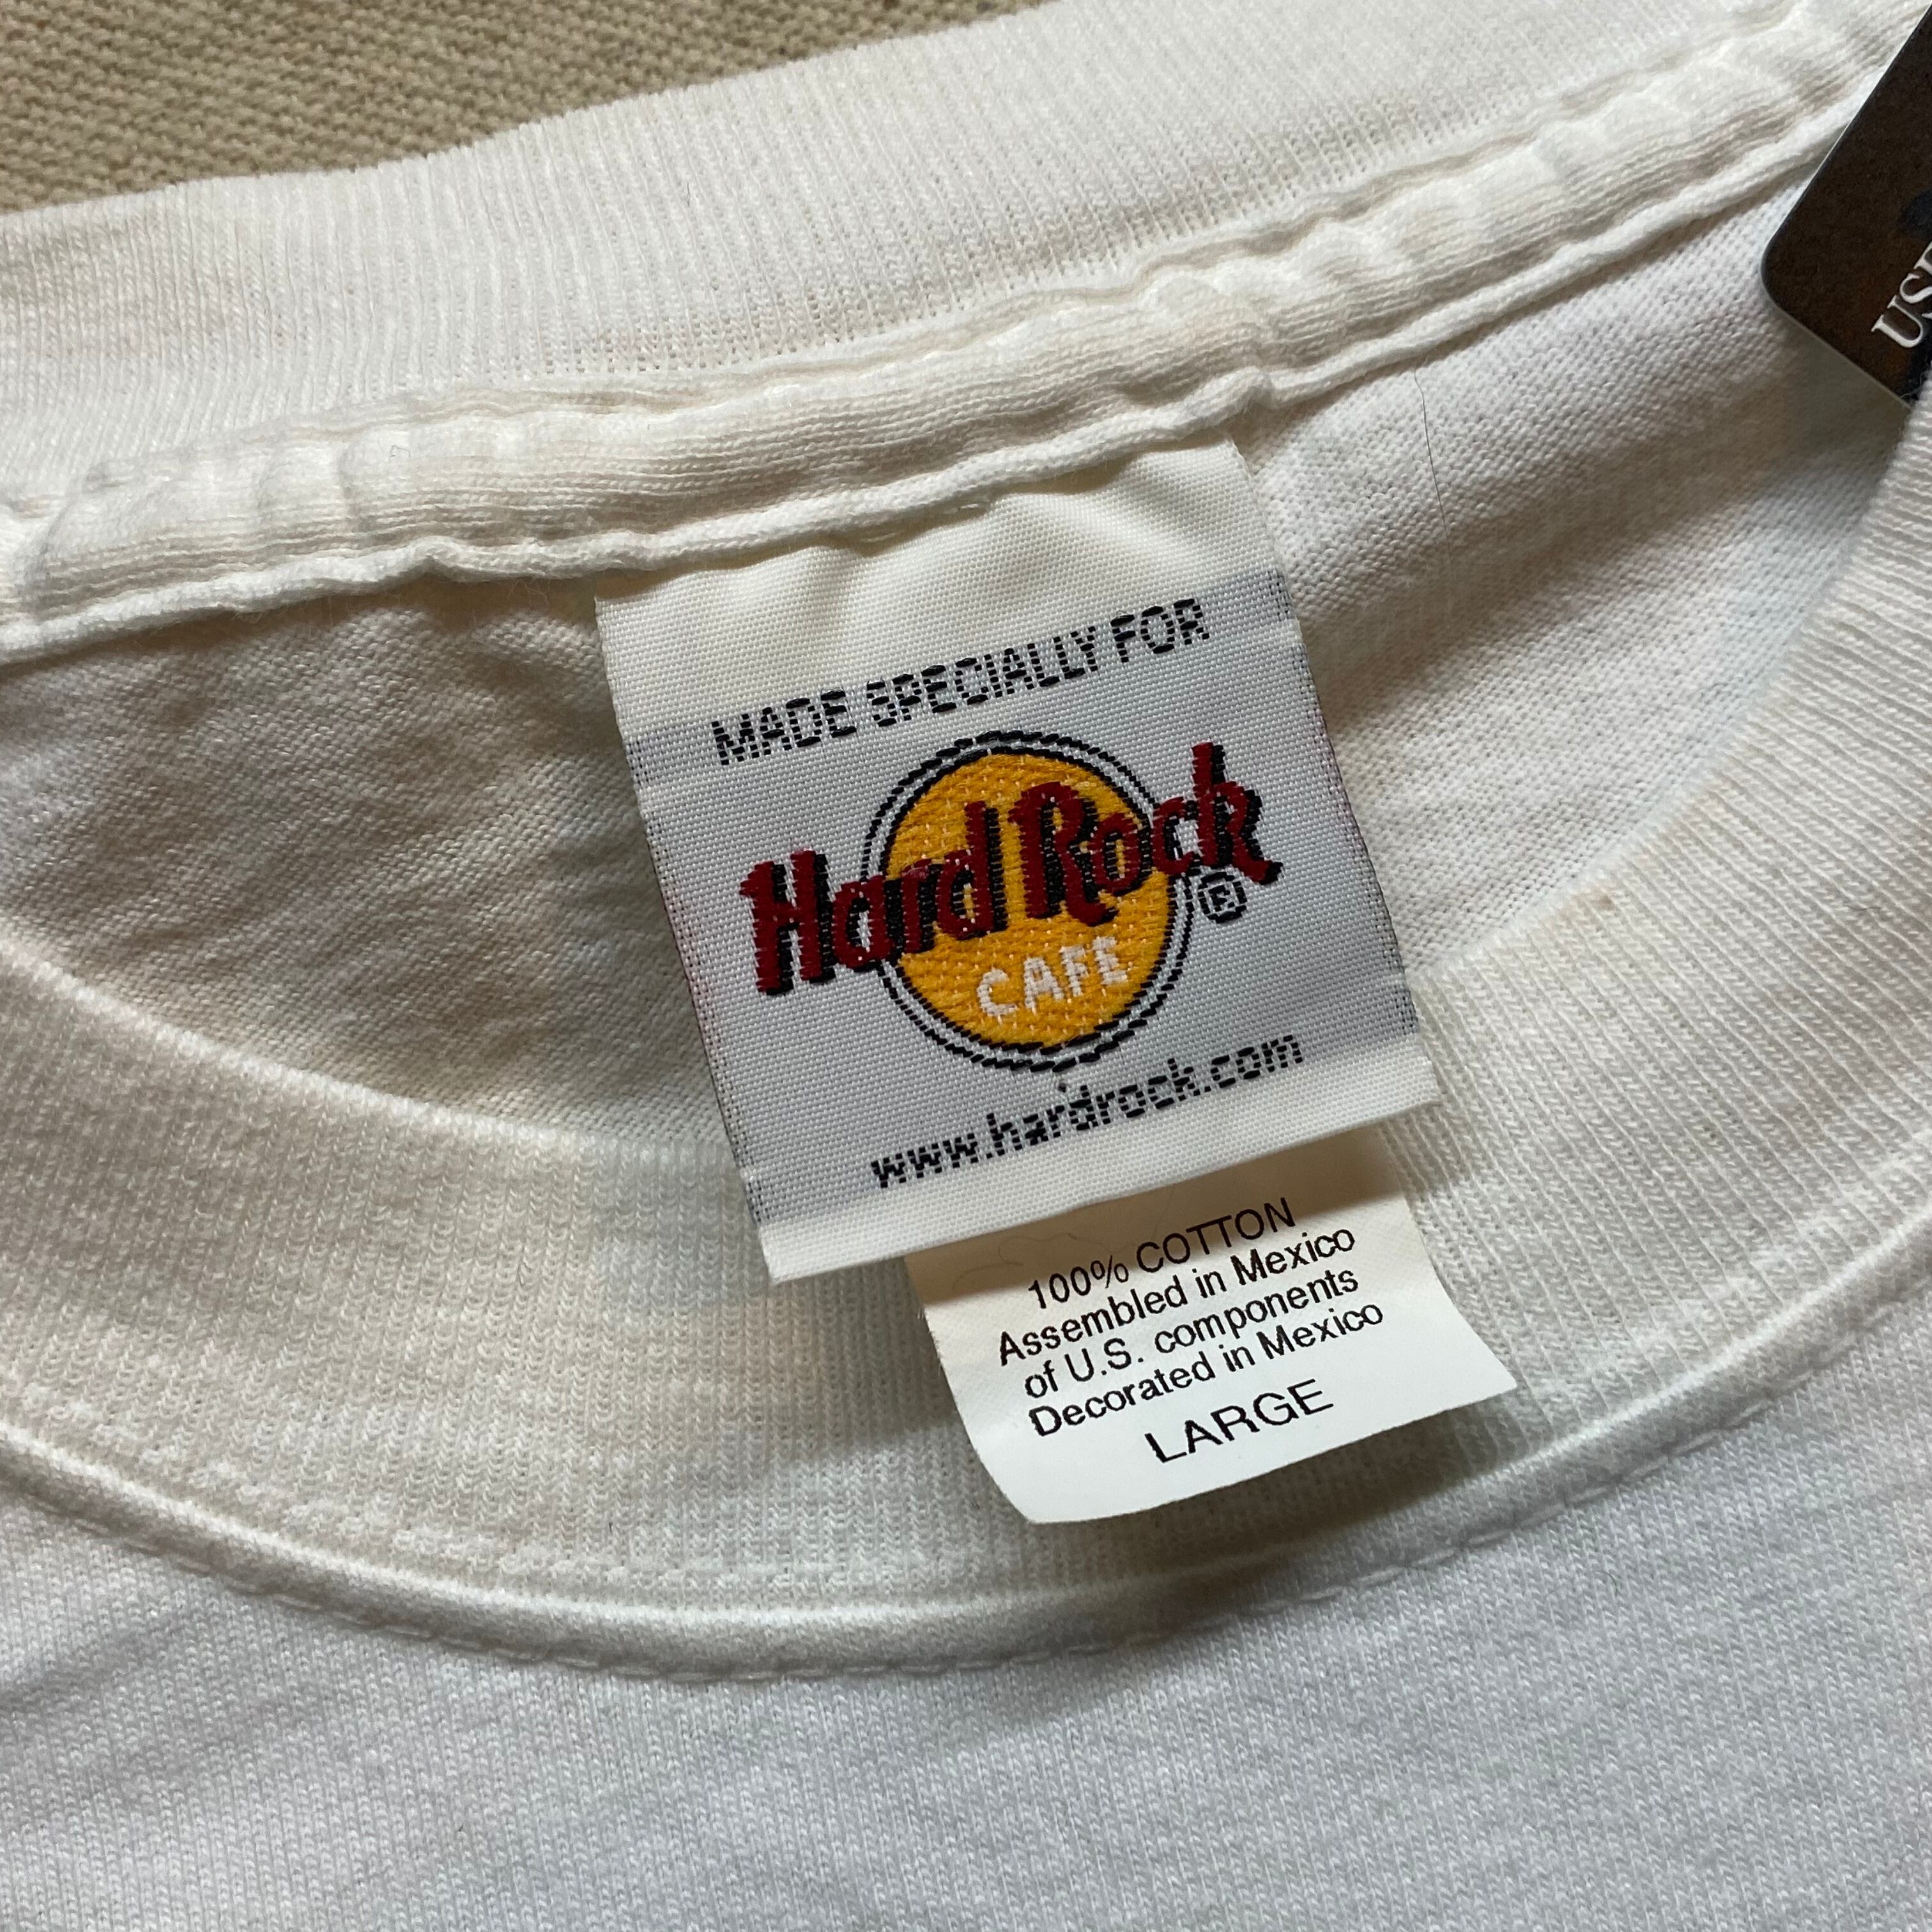 MADE SPECIALLY FOR
Hard Rock ®
CAFE
www.hardrock.com
100% COTTON
Assembled in Mexico
of U.S. components
Decorated in Mexico
LARGE